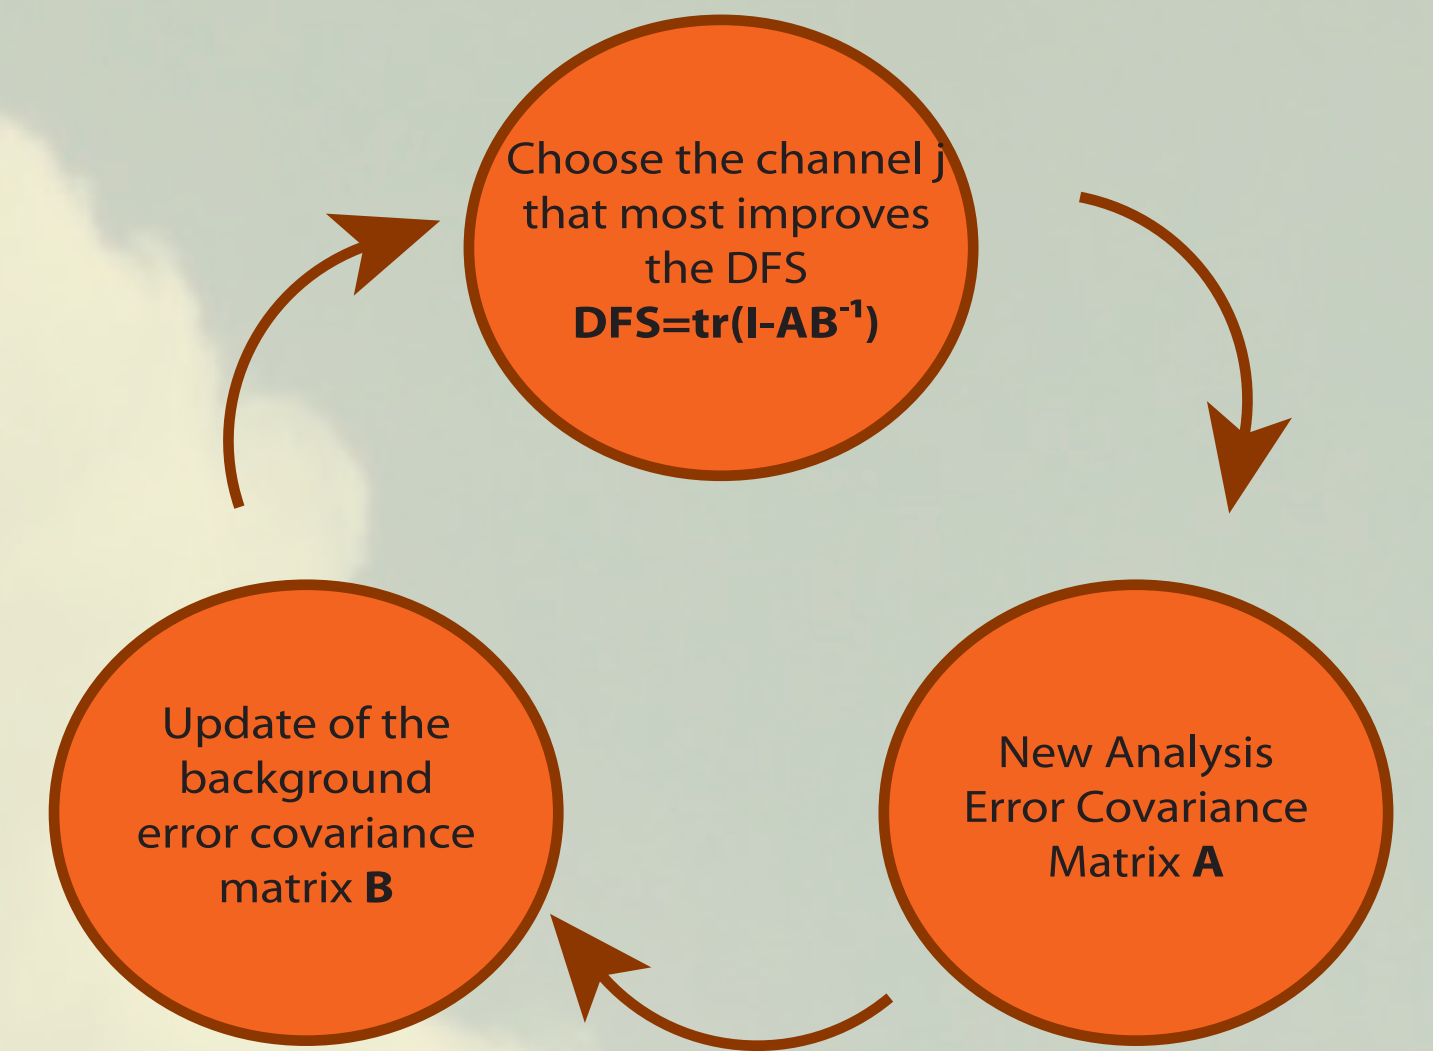 Choose the channel j
that most improves
the DFS
DFS=tr(I-AB⁻¹)
New Analysis
Error Covariance
Matrix A
Update of the
background
error covariance
matrix B